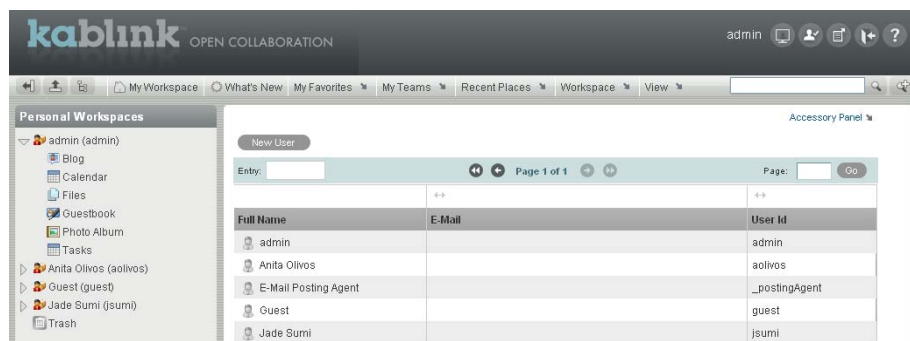 kablink OPEN COLLABORATION
admin ?
My Workspace What's New My Favorites My Teams Recent Places Workspace View
Personal Workspaces
admin (admin)
Blog
Calendar
Files
Guestbook
Photo Album
Tasks
Anita Olivos (aolivos)
Guest (guest)
Jade Sumi (jsumi)
Trash
Accessory Panel
New User
Entry: Page 1 of 1 Page: Go
Full Name E-Mail User Id
admin admin
Anita Olivos aolivos
E-Mail Posting Agent _postingAgent
Guest guest
Jade Sumi jsumi